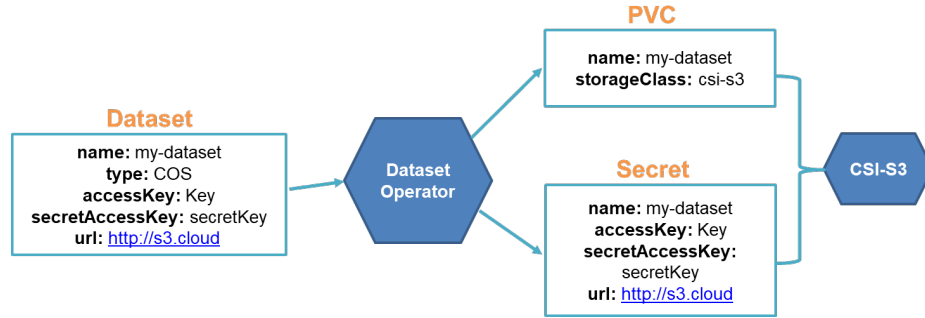 Dataset
name: my-dataset
type: COS
accessKey: Key
secretAccessKey: secretKey
url: http://s3.cloud
Dataset
Operator
PVC
name: my-dataset
storageClass: csi-s3
Secret
name: my-dataset
accessKey: Key
secretAccessKey:
secretKey
url: http://s3.cloud
CSI-S3